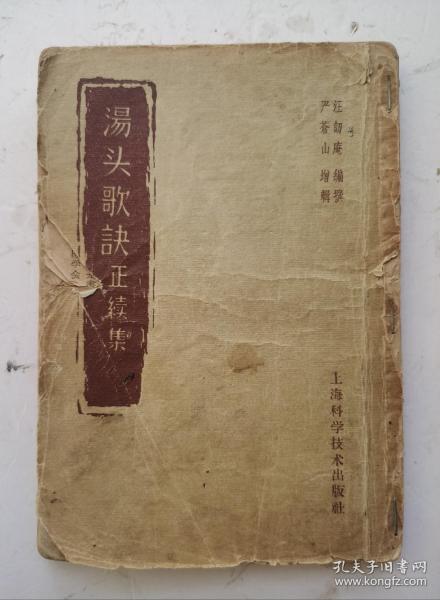 汪訒庵 编撰
严苍山 增輯
湯头歌訣正續集
上海科学技术出版社
孔夫子旧书网
www.kongfz.com